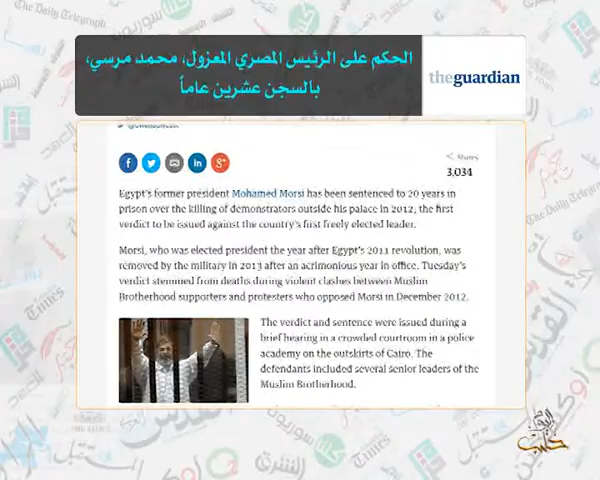 الحكم على الرئيس المصري المعزول، محمد مرسي،
بالسجن عشرين عاماً
theguardian
Shares
3,034
Egypt's former president Mohamed Morsi has been sentenced to 20 years in
prison over the killing of demonstrators outside his palace in 2012, the first
verdict to be issued against the country's first freely elected leader.
Morsi, who was elected president the year after Egypt's 2011 revolution, was
removed by the military in 2013 after an acrimonious year in office. Tuesday's
verdict stemmed from deaths during violent clashes between Muslim
Brotherhood supporters and protesters who opposed Morsi in December 2012.
The verdict and sentence were issued during a
brief hearing in a crowded courtroom in a police
academy on the outskirts of Cairo. The
defendants included several senior leaders of the
Muslim Brotherhood.